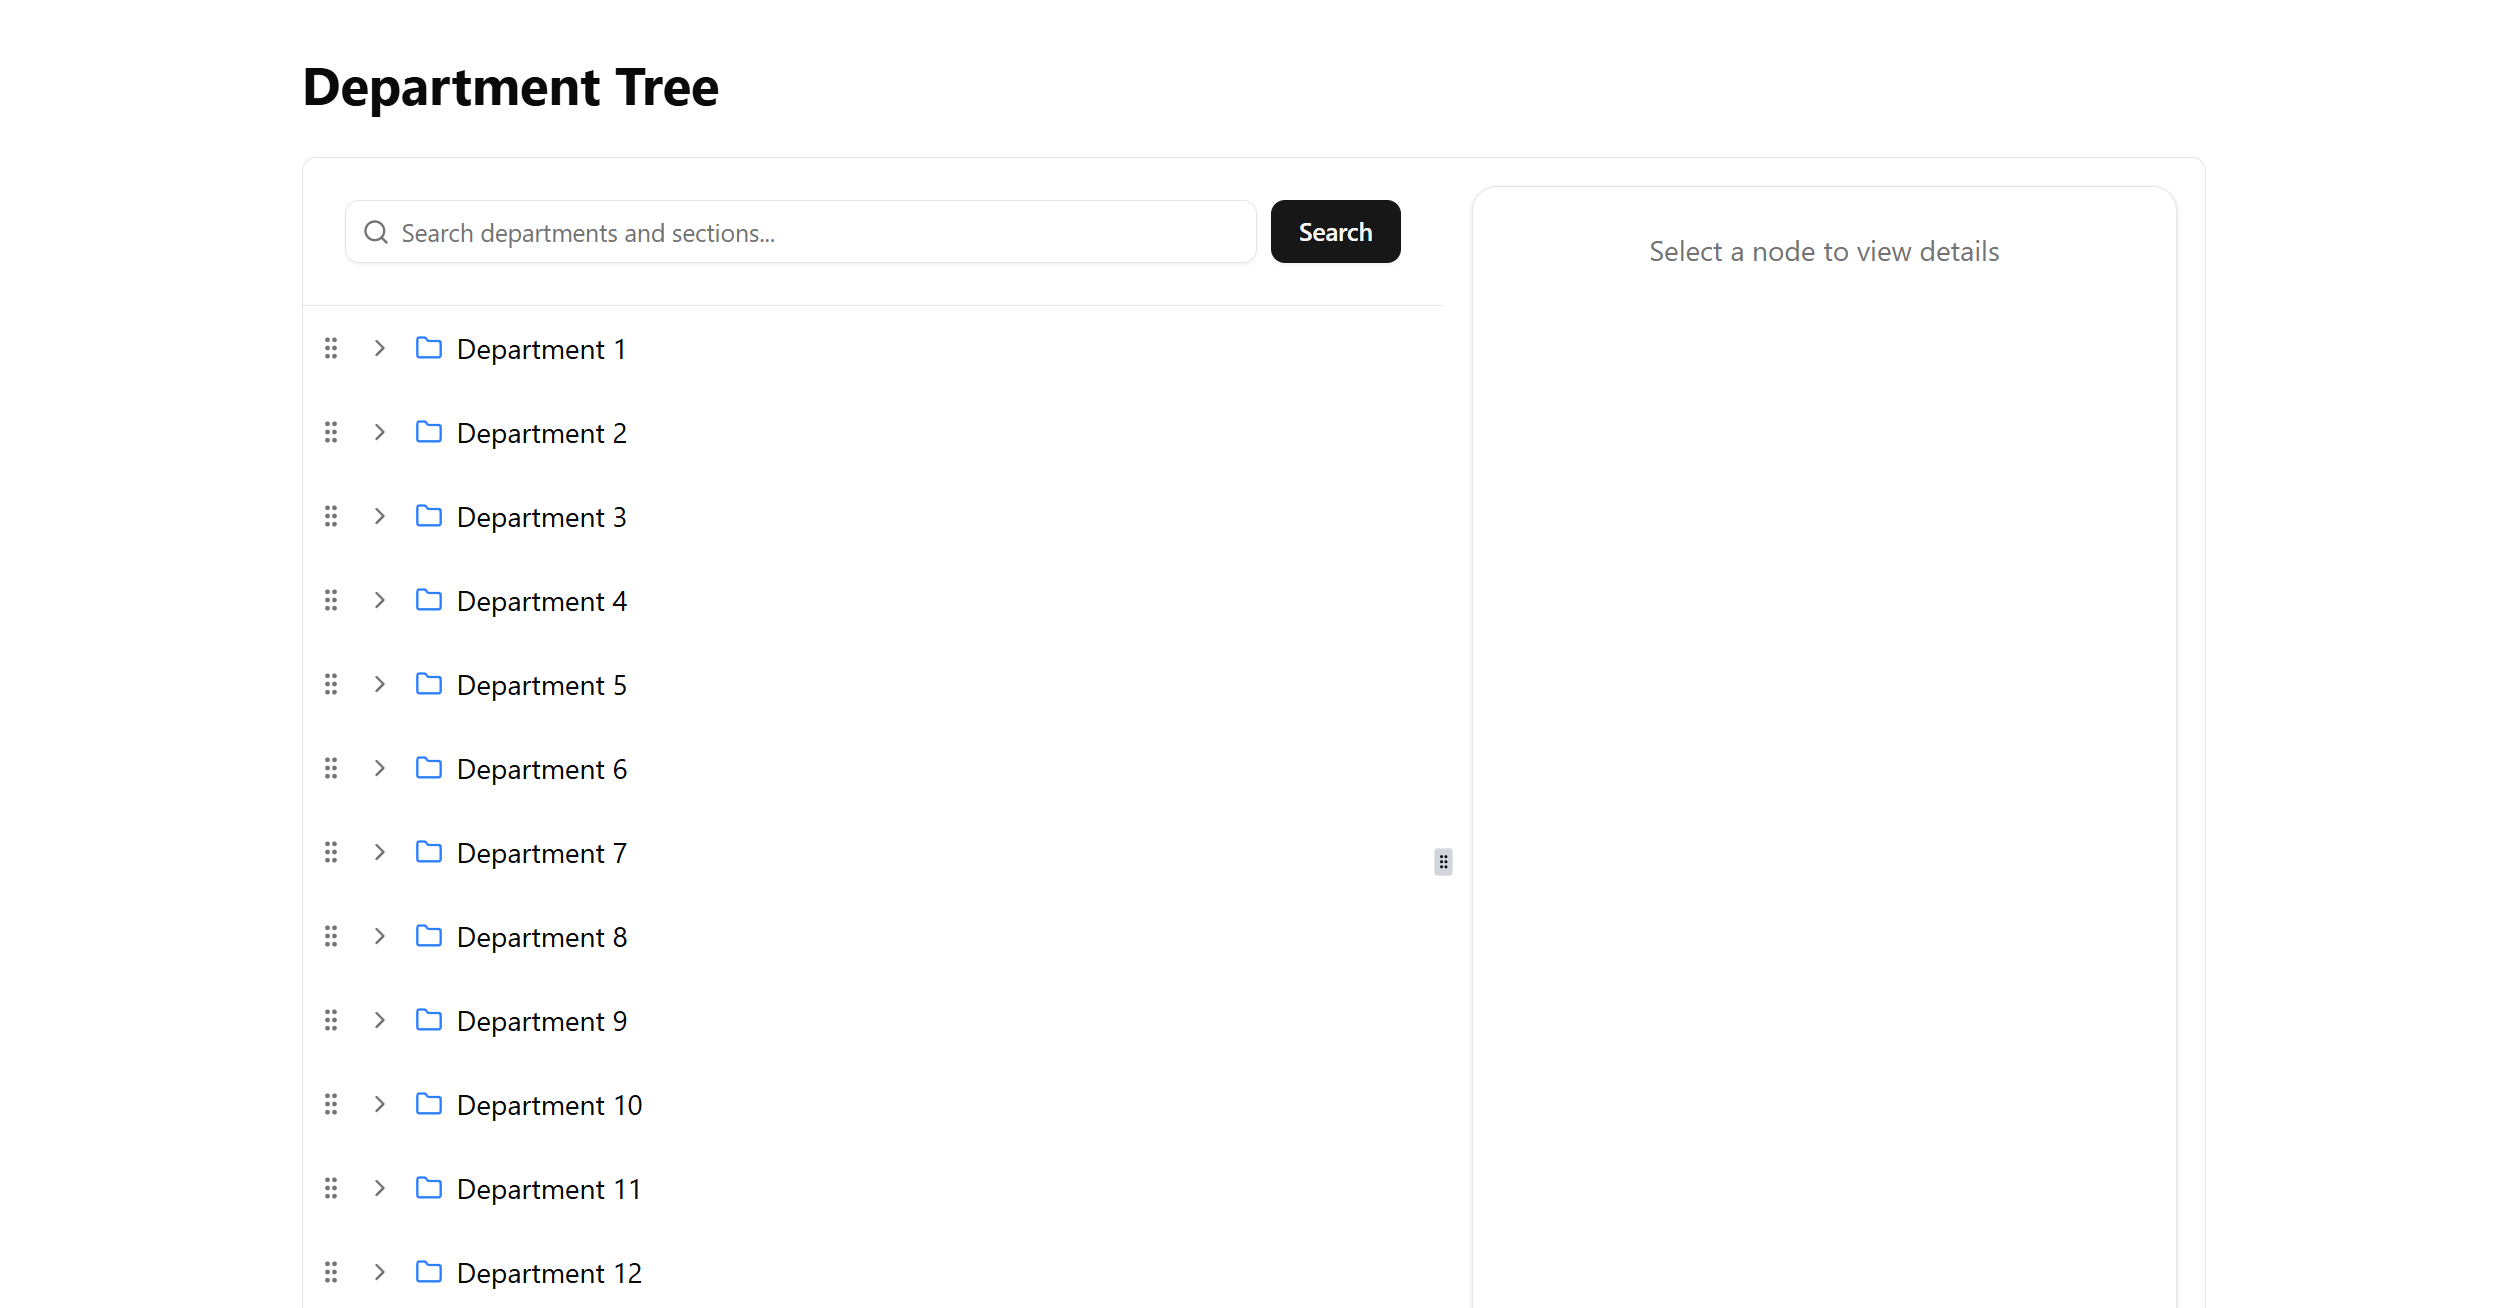 Department Tree
Search departments and sections...
Search
Select a node to view details
Department 1
Department 2
Department 3
Department 4
Department 5
Department 6
Department 7
Department 8
Department 9
Department 10
Department 11
Department 12